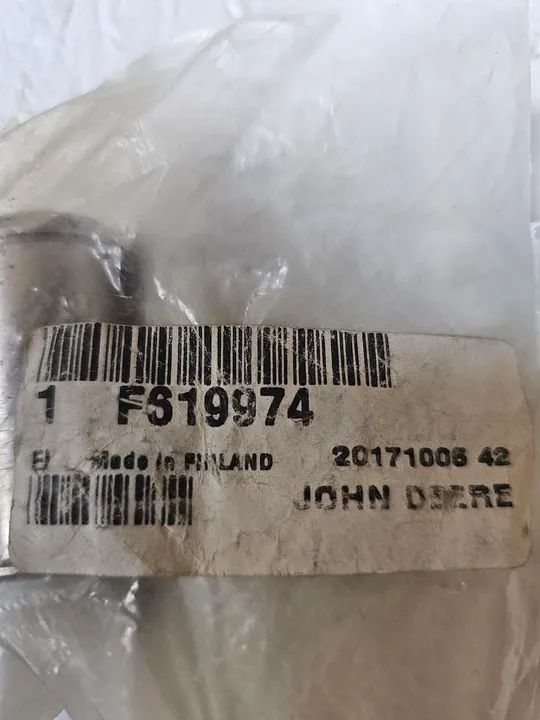 1 F619974
Made in FINLAND 20171006 42
JOHN DEERE